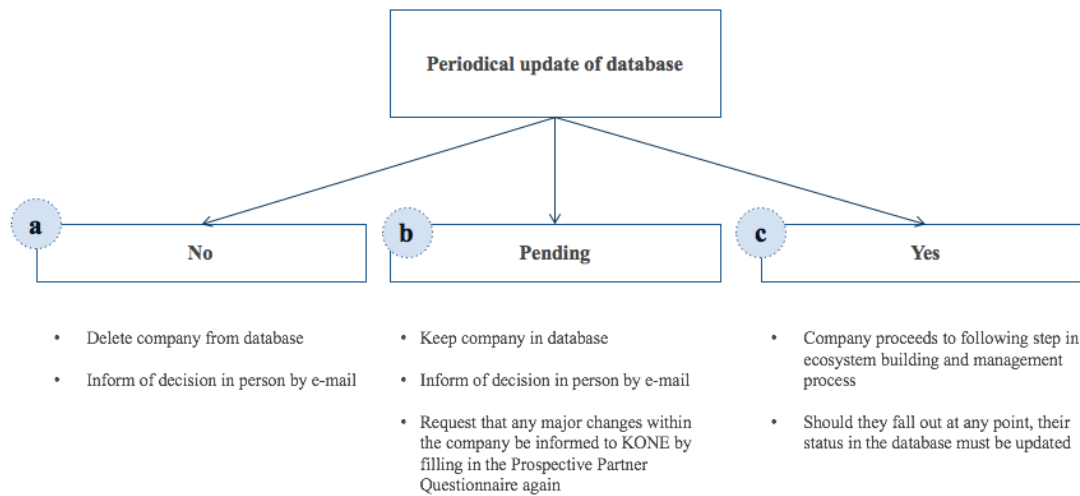 Periodical update of database
a
No
b
Pending
c
Yes
• Delete company from database
• Inform of decision in person by e-mail
• Keep company in database
• Inform of decision in person by e-mail
• Request that any major changes within
the company be informed to KONE by
filling in the Prospective Partner
Questionnaire again
• Company proceeds to following step in
ecosystem building and management
process
• Should they fall out at any point, their
status in the database must be updated